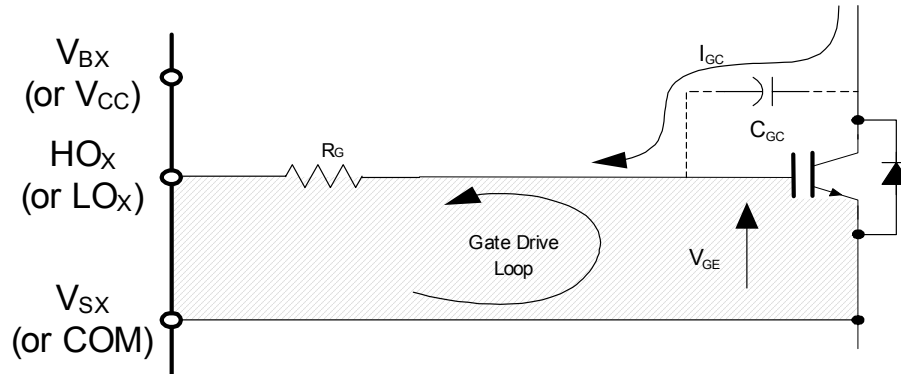 V_BX
(or V_CC)
HO_X
(or LO_X)
V_SX
(or COM)
R_G
I_GC
C_GC
Gate Drive
Loop
V_GE